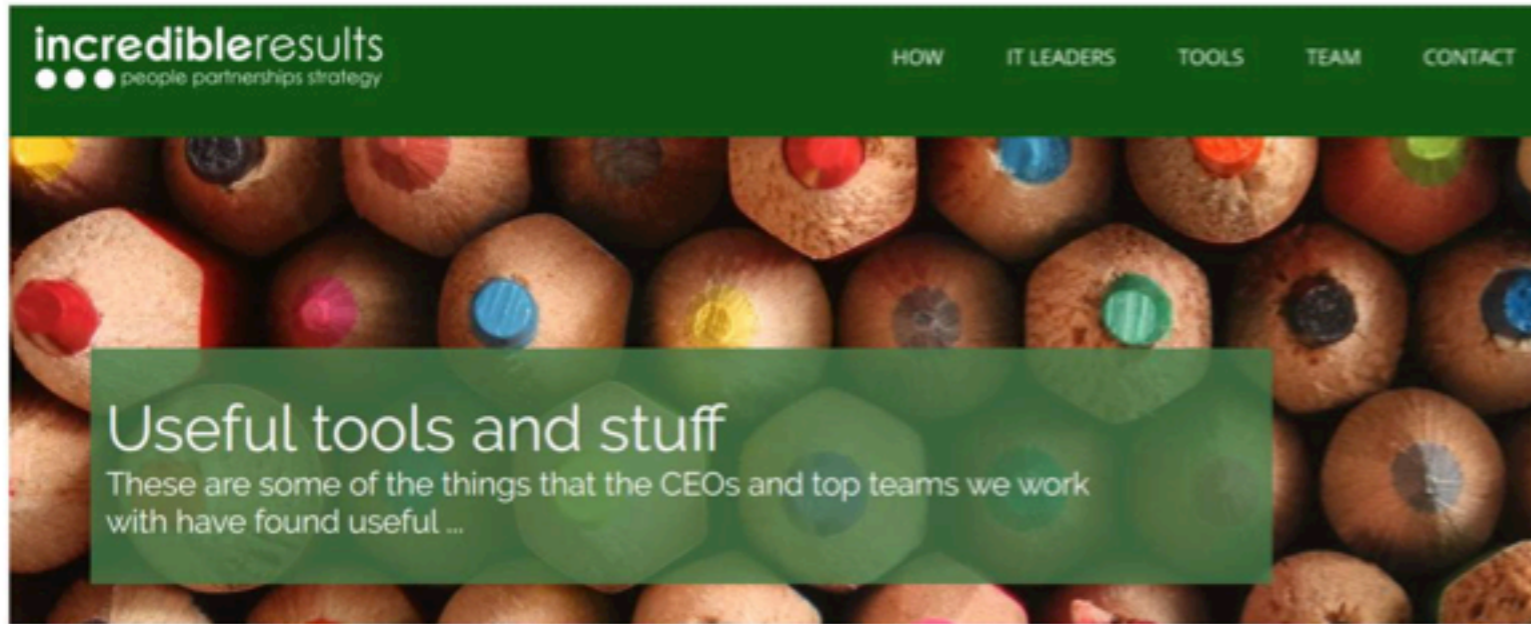 incredibleresults
people partnerships strategy
HOW IT LEADERS TOOLS TEAM CONTACT
Useful tools and stuff
These are some of the things that the CEOs and top teams we work
with have found useful ...